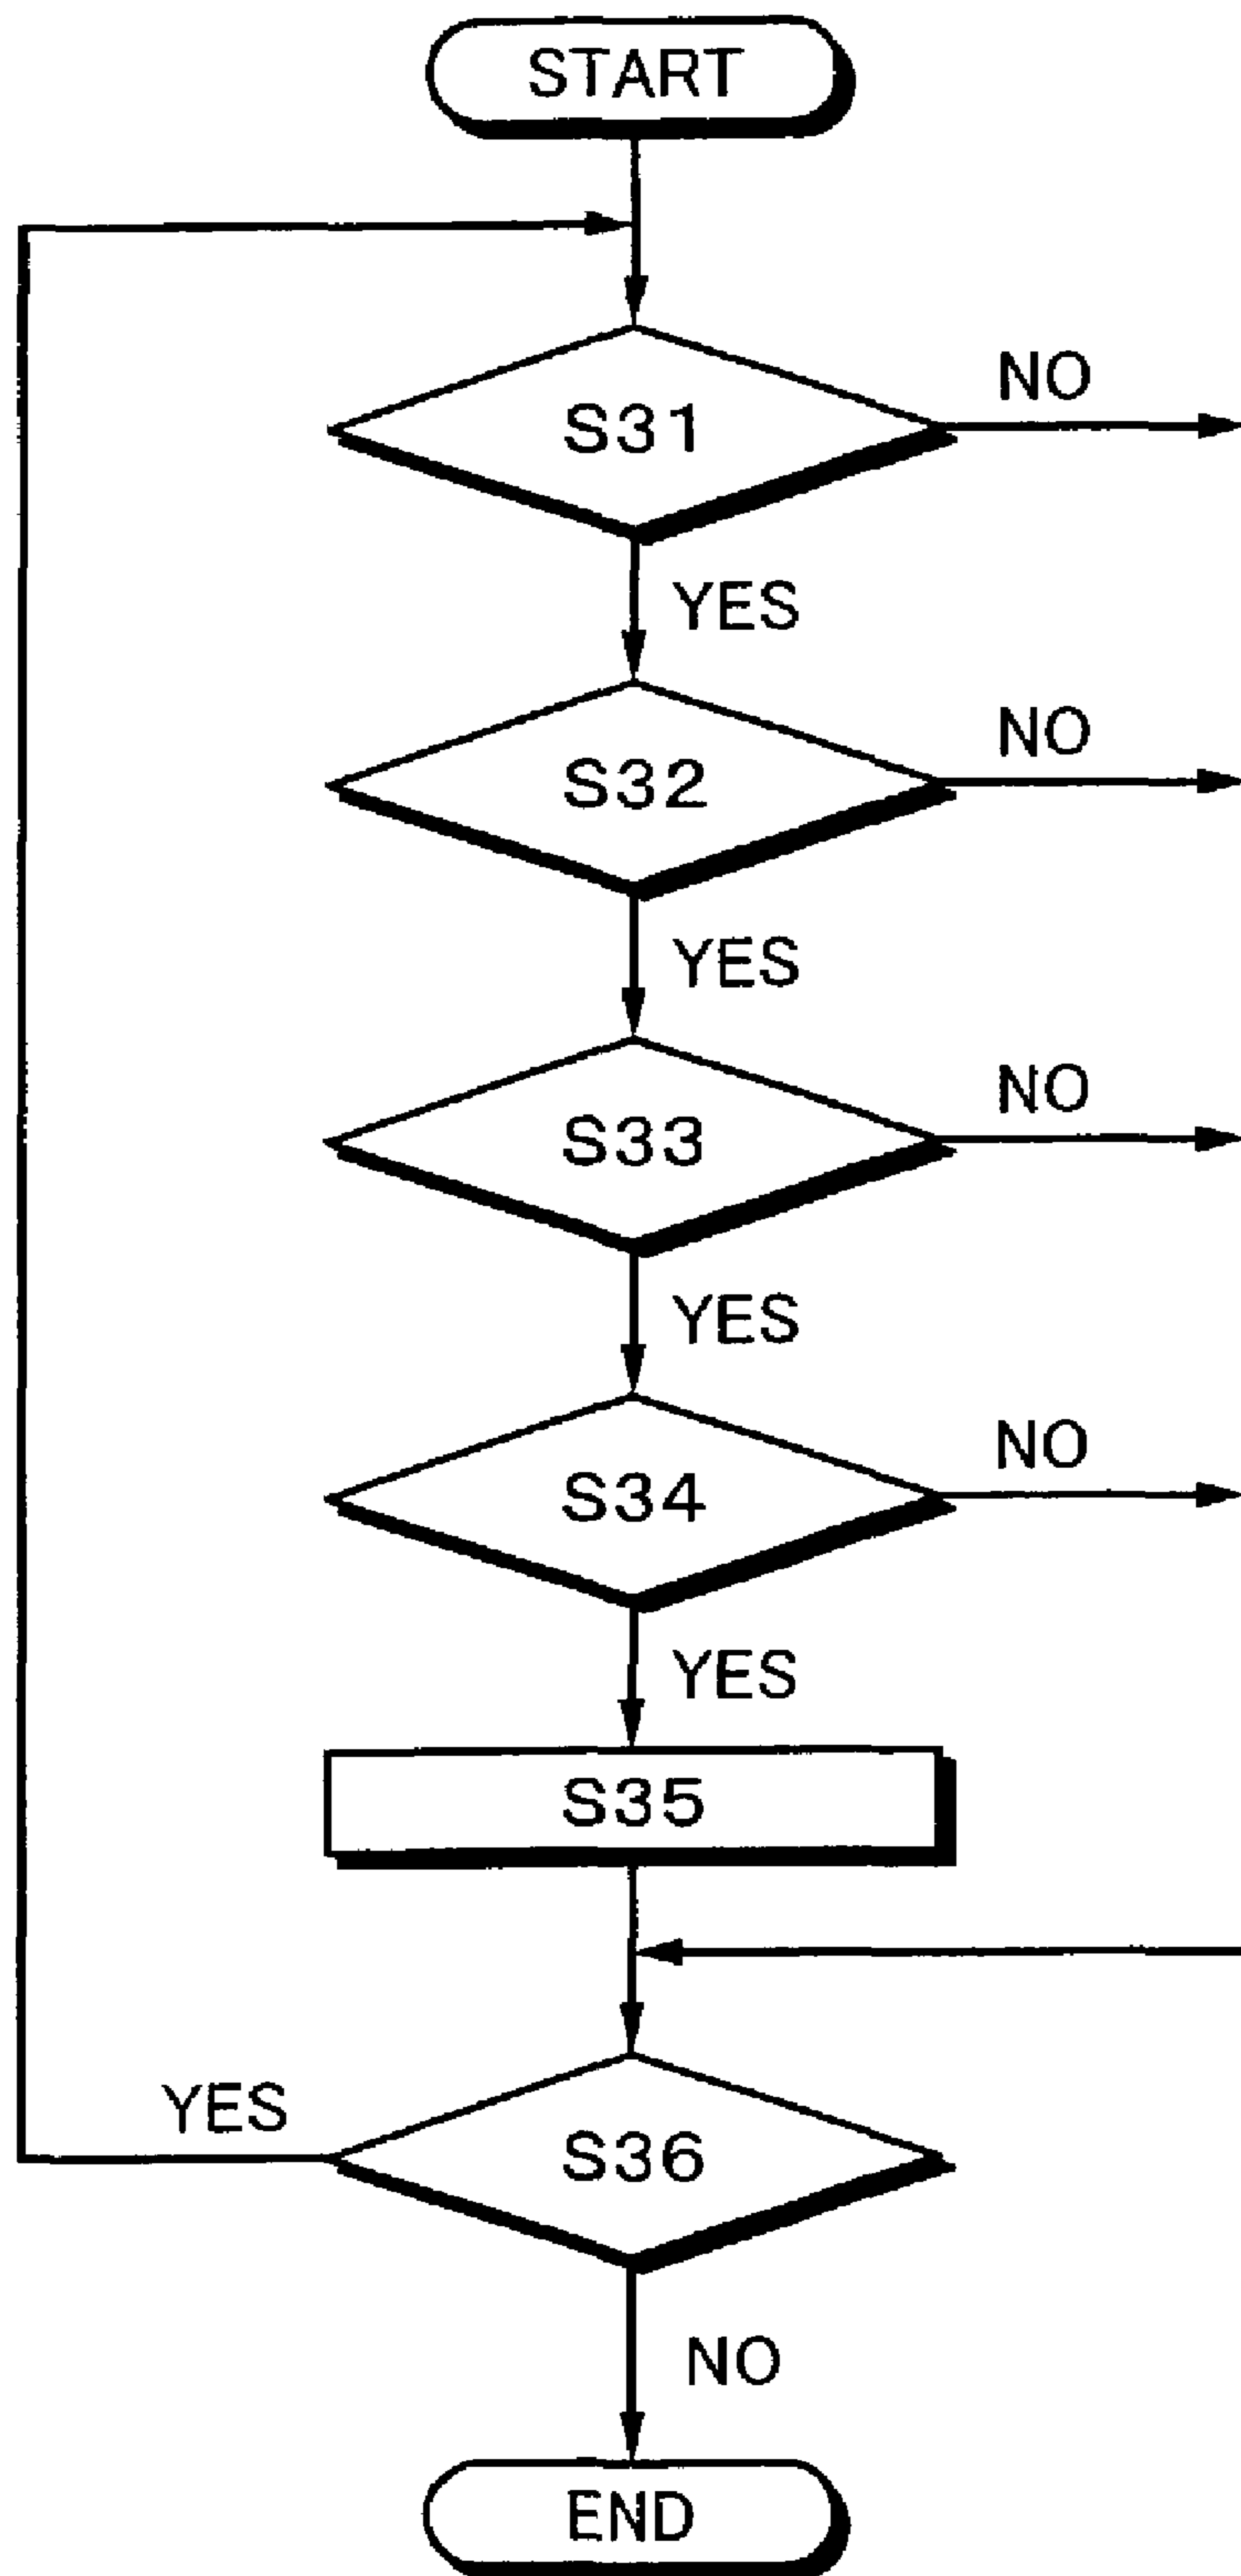 START
NO
S31
YES
NO
S32
YES
NO
S33
YES
NO
S34
YES
S35
YES
S36
NO
END